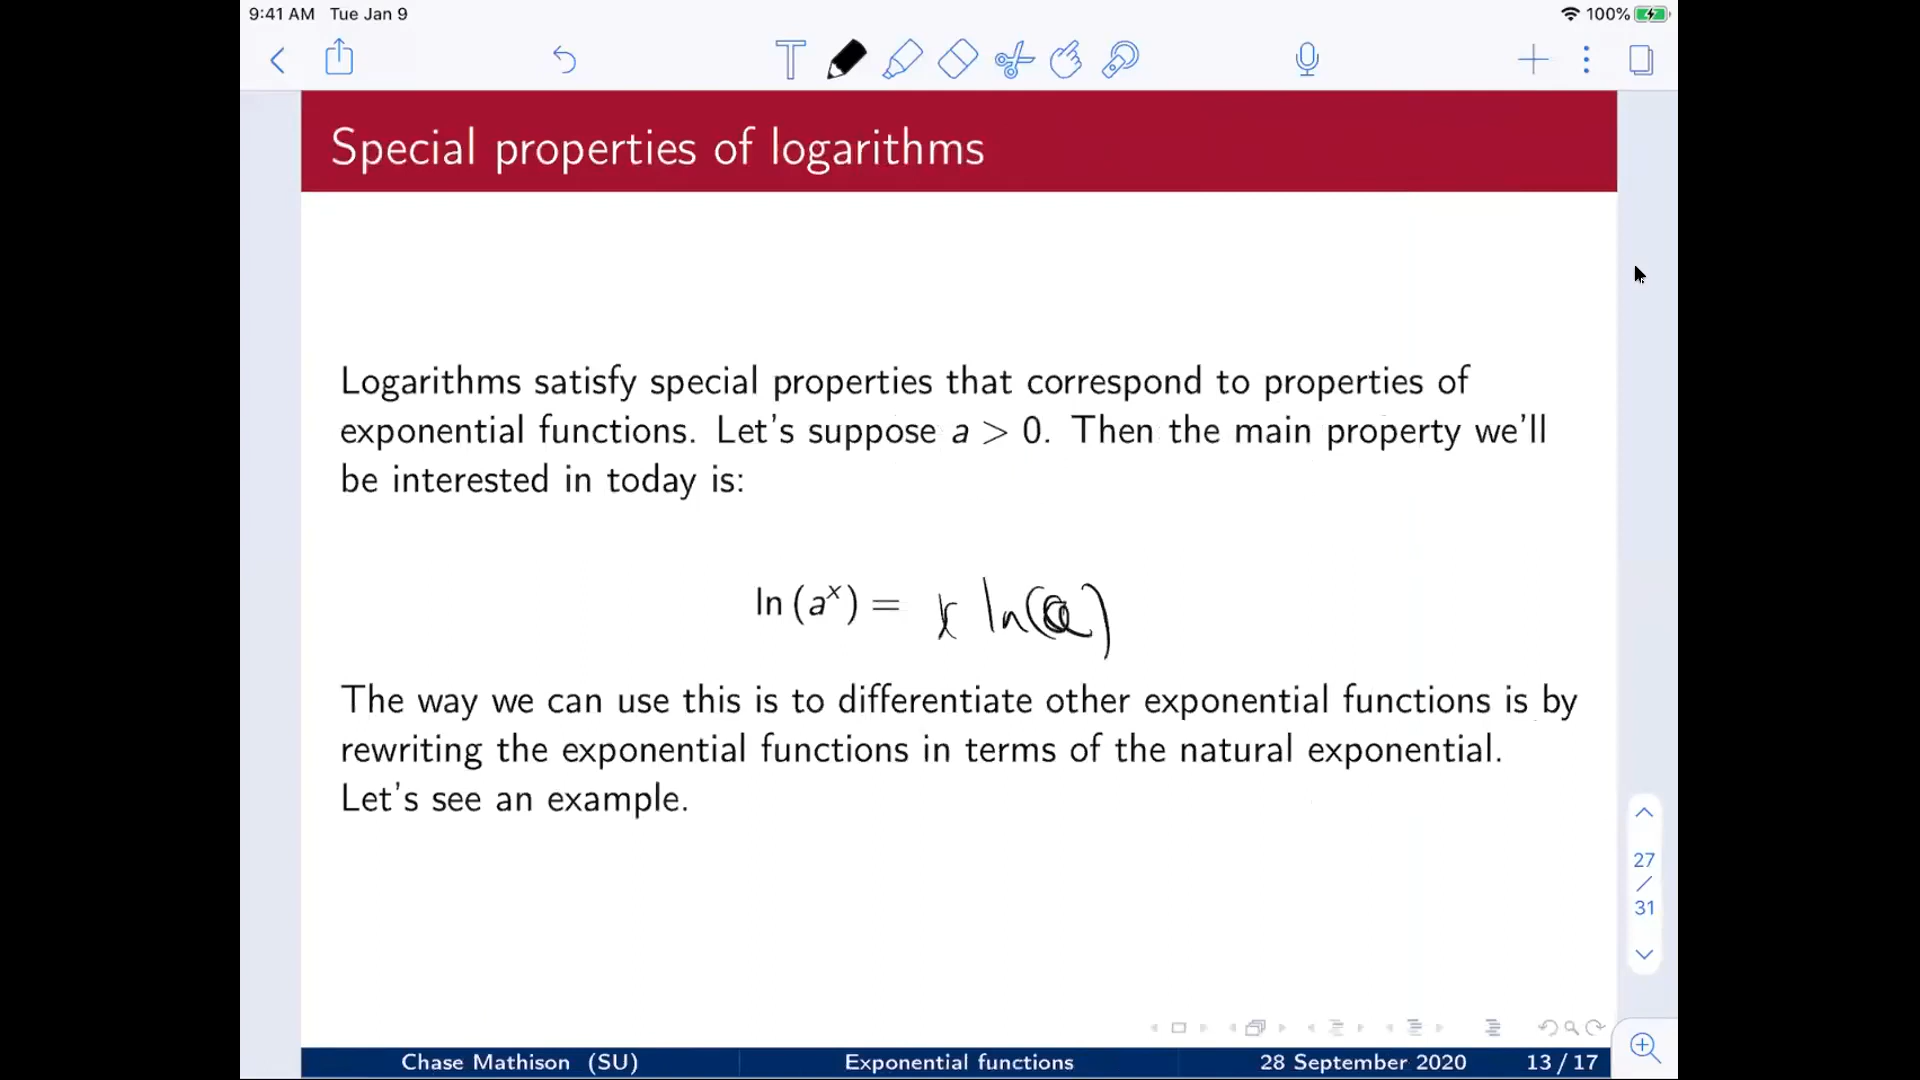 9:41 AM Tue Jan 9 100%
Special properties of logarithms
Logarithms satisfy special properties that correspond to properties of
exponential functions. Let's suppose a > 0. Then the main property we'll
be interested in today is:
ln (aˣ) = x ln(a)
The way we can use this is to differentiate other exponential functions is by
rewriting the exponential functions in terms of the natural exponential.
Let's see an example.
27
/
31
Chase Mathison (SU) Exponential functions 28 September 2020 13 / 17